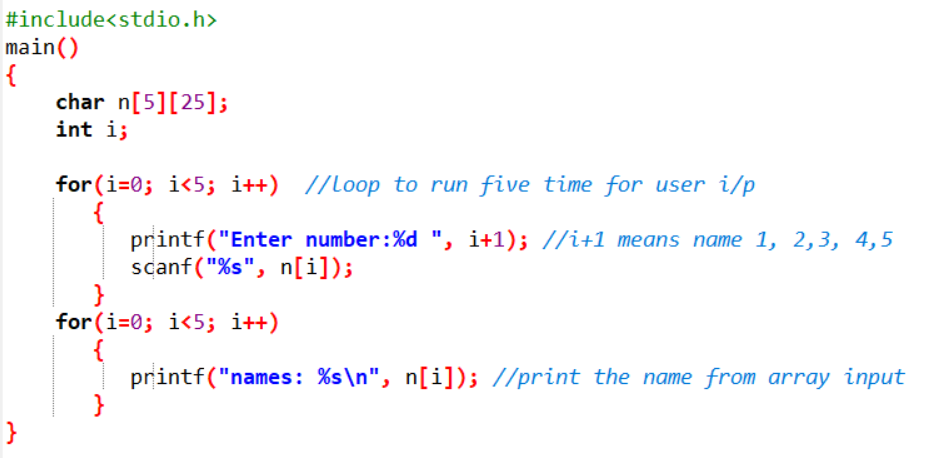 #include<stdio.h>
main()
{
char n[5][25];
int i;
for(i=0; i<5; i++) //loop to run five time for user i/p
{
printf("Enter number:%d ", i+1); //i+1 means name 1, 2,3, 4,5
scanf("%s", n[i]);
}
for(i=0; i<5; i++)
{
printf("names: %s\n", n[i]); //print the name from array input
}
}